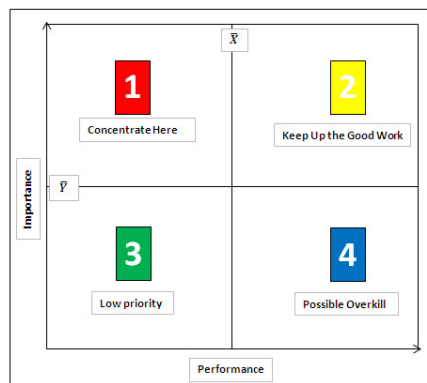 X̅
1
2
Concentrate Here
Keep Up the Good Work
Importance
Y̅
3
4
Low priority
Possible Overkill
Performance